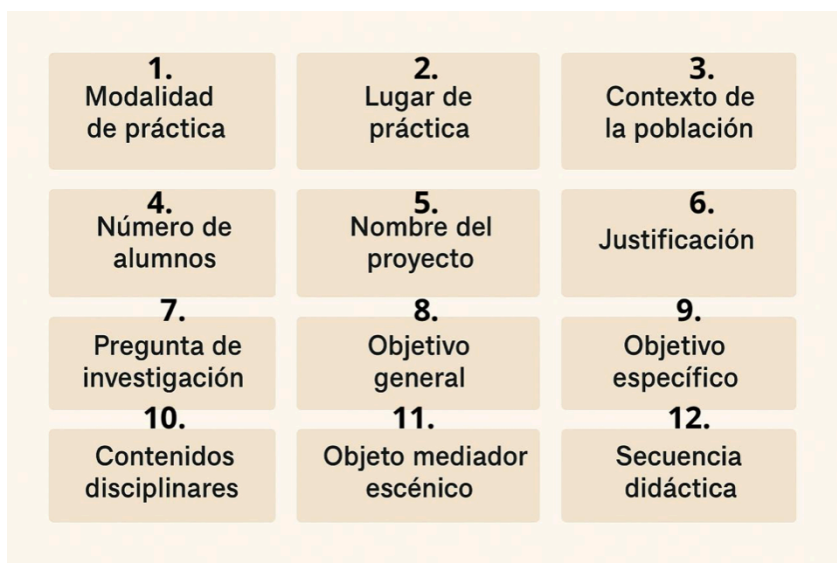 1.
Modalidad
de práctica
2.
Lugar de
práctica
3.
Contexto de
la población
4.
Número de
alumnos
5.
Nombre del
proyecto
6.
Justificación
7.
Pregunta de
investigación
8.
Objetivo
general
9.
Objetivo
específico
10.
Contenidos
disciplinares
11.
Objeto mediador
escénico
12.
Secuencia
didáctica